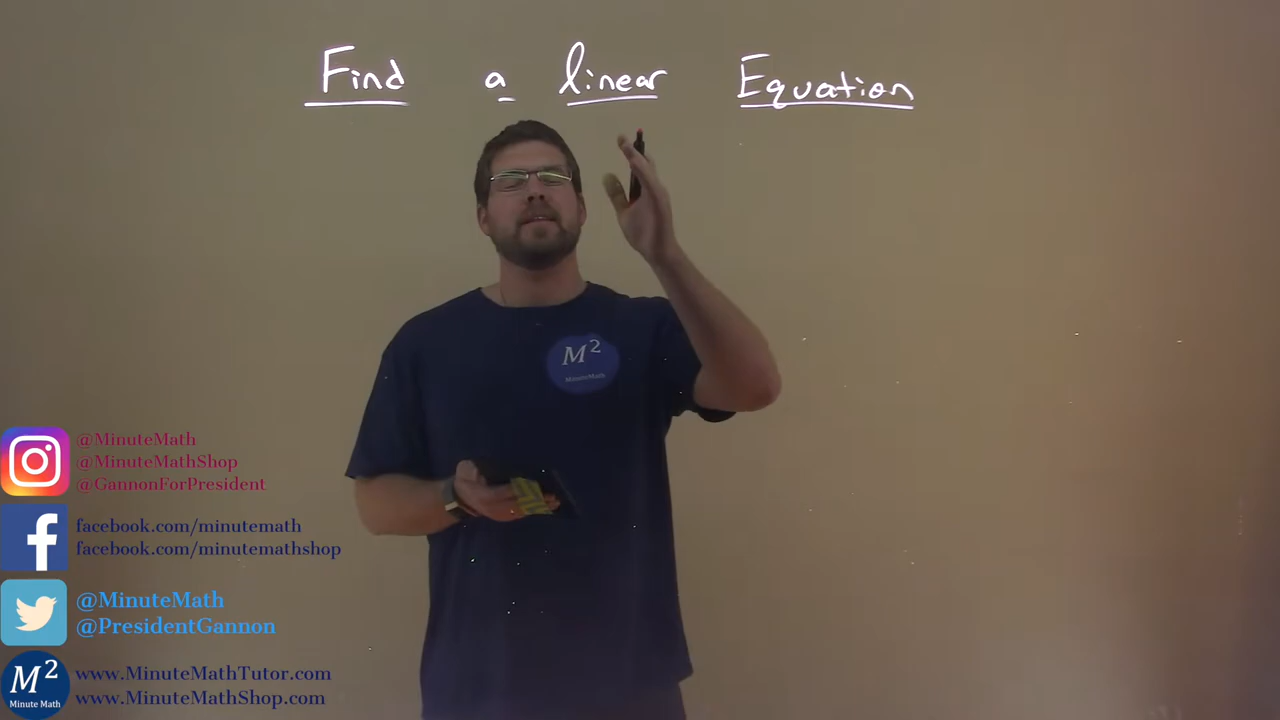 Find a linear Equation
M²
MinuteMath
@MinuteMath
@MinuteMathShop
@GannonForPresident
facebook.com/minutemath
facebook.com/minutemathshop
@MinuteMath
@PresidentGannon
M²
Minute Math
www.MinuteMathTutor.com
www.MinuteMathShop.com